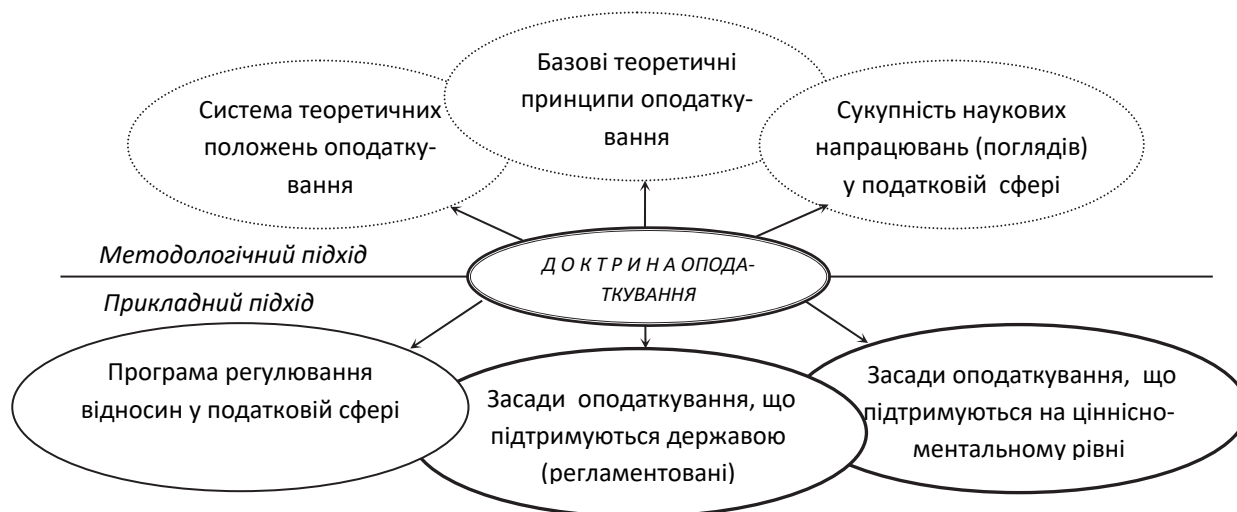 Базові теоретичні
принципи оподатку-
вання
Система теоретичних
положень оподатку-
вання
Сукупність наукових
напрацювань (поглядів)
у податковій сфері
Методологічний підхід
Д О К Т Р И Н А ОПОДА-
ТКУВАННЯ
Прикладний підхід
Програма регулювання
відносин у податковій сфері
Засади оподаткування, що
підтримуються державою
(регламентовані)
Засади оподаткування, що
підтримуються на ціннісно-
ментальному рівні